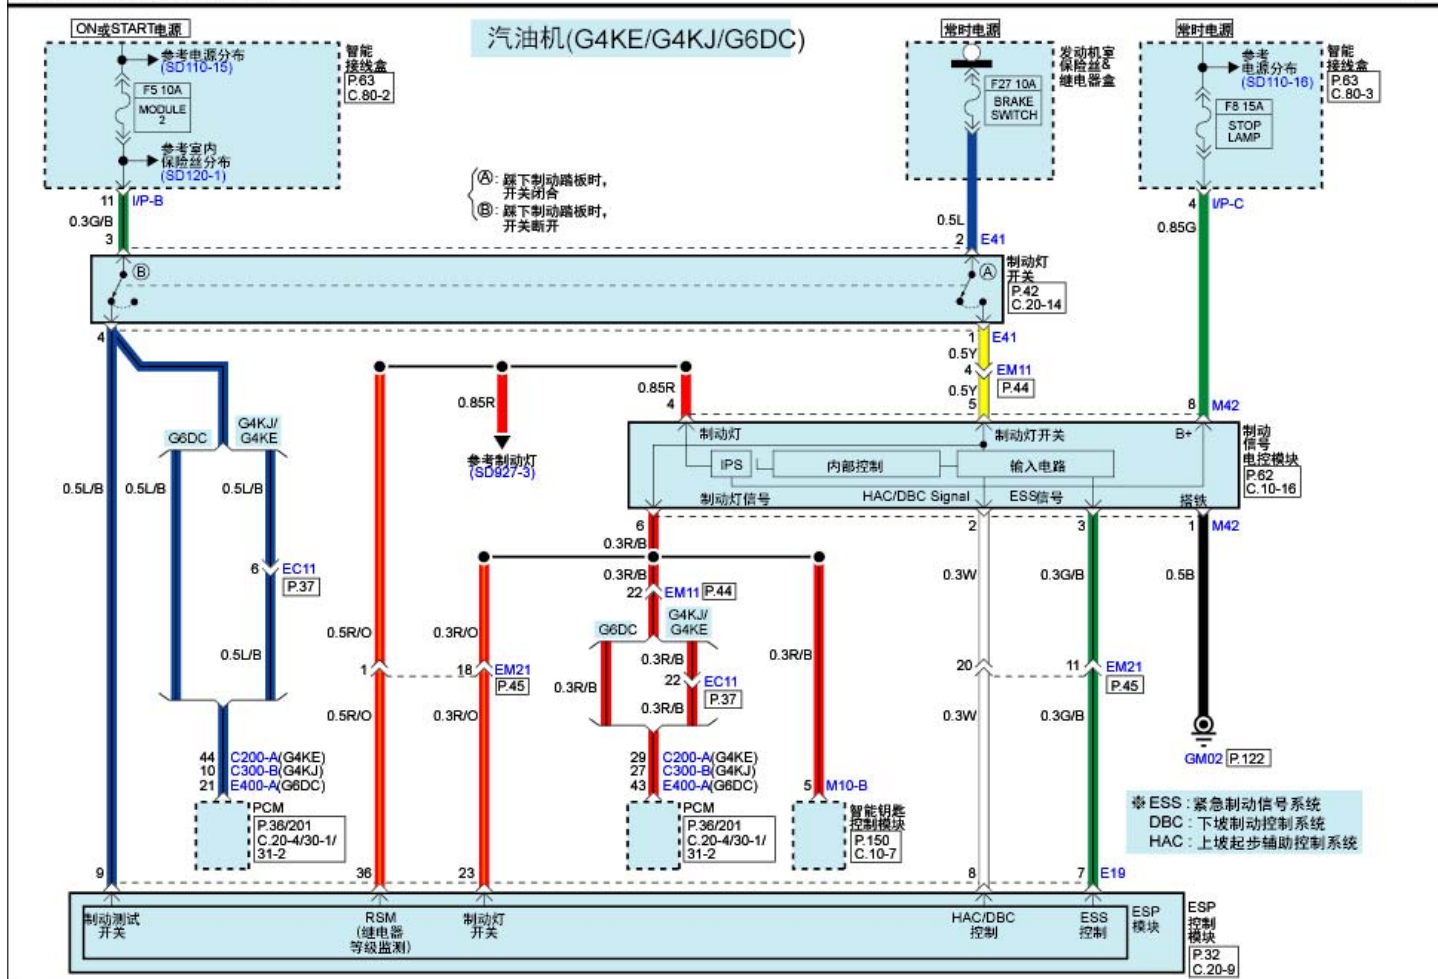 ON或START电源
汽油机(G4KE/G4KJ/G6DC)
常时电源
常时电源
参考电源分布
(SD110-15)
F5 10A
MODULE
2
参考室内
保险丝分布
(SD120-1)
智能
接线盒
P.63
C.80-2
F27 10A
BRAKE
SWITCH
发动机室
保险丝&
继电器盒
参考
电源分布
(SD110-16)
F8 15A
STOP
LAMP
智能
接线盒
P.63
C.80-3
Ⓐ: 踩下制动踏板时,
开关闭合
Ⓑ: 踩下制动踏板时,
开关断开
11 I/P-B
0.3G/B
3
0.5L
2 E41
4 I/P-C
0.85G
Ⓑ
Ⓐ
制动灯
开关
P.42
C.20-14
4
1 E41
0.5Y
4 EM11
P.44
0.5Y
5
0.85R
0.85R
4
8 M42
参考制动灯
(SD927-3)
G6DC
G4KJ/
G4KE
0.5L/B
0.5L/B
0.5L/B
6 EC11
P.37
0.5L/B
制动灯
制动灯开关
B+
IPS
内部控制
输入电路
制动灯信号
HAC/DBC Signal
ESS信号
搭铁
制动
信号
电控模块
P.62
C.10-16
6
2
3
1 M42
0.3R/B
0.3R/B
22 EM11 P.44
0.3W
0.3G/B
0.5B
G6DC
G4KJ/
G4KE
0.5R/O
0.3R/O
0.3R/B
0.3R/B
0.3R/B
1
18 EM21
P.45
22 EC11
P.37
20
11 EM21
P.45
0.5R/O
0.3R/O
0.3R/B
0.3W
0.3G/B
GM02 P.122
44 C200-A(G4KE)
10 C300-B(G4KJ)
21 E400-A(G6DC)
29 C200-A(G4KE)
27 C300-B(G4KJ)
43 E400-A(G6DC)
5 M10-B
PCM
P.36/201
C.20-4/30-1/
31-2
PCM
P.36/201
C.20-4/30-1/
31-2
智能钥匙
控制模块
P.150
C.10-7
※ ESS : 紧急制动信号系统
DBC : 下坡制动控制系统
HAC : 上坡起步辅助控制系统
9
36
23
8
7 E19
制动测试
开关
RSM
(继电器
等级监测)
制动灯
开关
HAC/DBC
控制
ESS
控制
ESP
模块
ESP
控制
模块
P.32
C.20-9